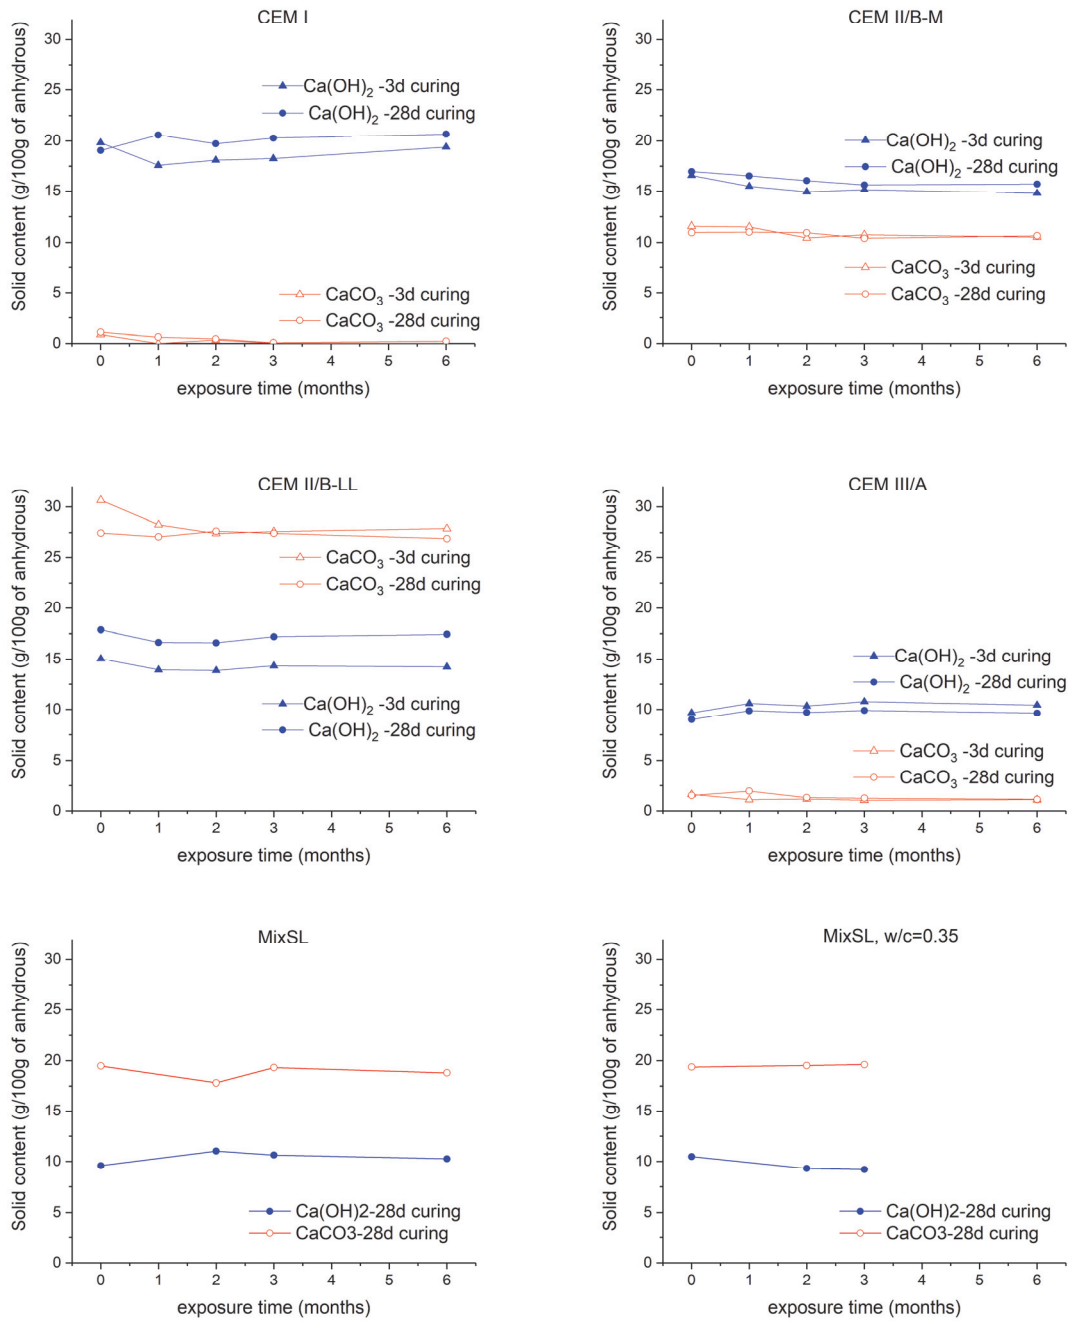 CEM I
Solid content (g/100g of anhydrous)
30
25
20
15
10
5
0
Ca(OH)₂ -3d curing
Ca(OH)₂ -28d curing
CaCO₃ -3d curing
CaCO₃ -28d curing
0 1 2 3 4 5 6
exposure time (months)
CEM II/B-M
Solid content (g/100g of anhydrous)
30
25
20
15
10
5
0
Ca(OH)₂ -3d curing
Ca(OH)₂ -28d curing
CaCO₃ -3d curing
CaCO₃ -28d curing
0 1 2 3 4 5 6
exposure time (months)
CEM II/B-LL
Solid content (g/100g of anhydrous)
30
25
20
15
10
5
0
CaCO₃ -3d curing
CaCO₃ -28d curing
Ca(OH)₂ -3d curing
Ca(OH)₂ -28d curing
0 1 2 3 4 5 6
exposure time (months)
CEM III/A
Solid content (g/100g of anhydrous)
30
25
20
15
10
5
0
Ca(OH)₂ -3d curing
Ca(OH)₂ -28d curing
CaCO₃ -3d curing
CaCO₃ -28d curing
0 1 2 3 4 5 6
exposure time (months)
MixSL
Solid content (g/100g of anhydrous)
30
25
20
15
10
5
0
Ca(OH)2-28d curing
CaCO3-28d curing
0 1 2 3 4 5 6
exposure time (months)
MixSL, w/c=0.35
Solid content (g/100g of anhydrous)
30
25
20
15
10
5
0
Ca(OH)2-28d curing
CaCO3-28d curing
0 1 2 3 4 5 6
exposure time (months)